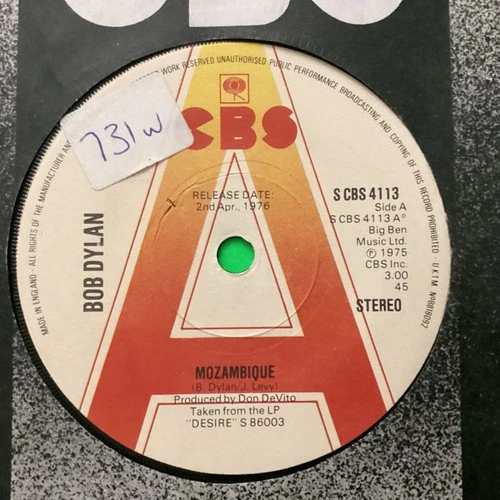 CBS
WORK RESERVED UNAUTHORISED PUBLIC PERFORMANCE BROADCASTING AND COPYING OF THIS RECORD PROHIBITED · U·K T.M. Nº 8818092
MADE IN ENGLAND · ALL RIGHTS OF THE MANUFACTURER AND
731W
CBS
RELEASE DATE:
2nd Apr., 1976
S CBS 4113
Side A
S CBS 4113 A®
Big Ben
Music Ltd.
℗ 1975
CBS Inc.
3.00
45
STEREO
BOB DYLAN
A
MOZAMBIQUE
(B. Dylan/J. Levy)
Produced by Don DeVito
Taken from the LP
"DESIRE" S 86003